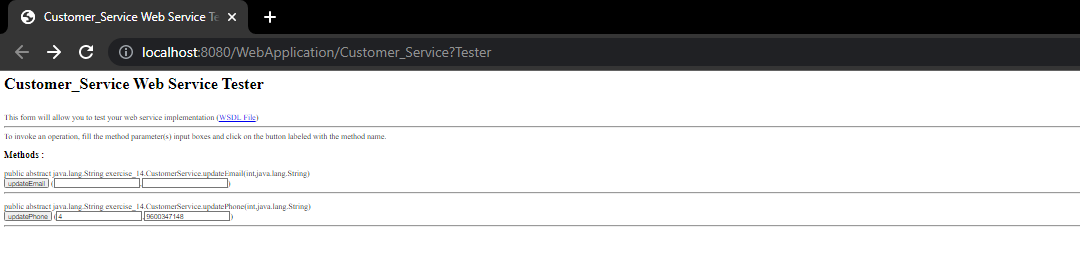 Customer_Service Web Service Te
localhost:8080/WebApplication/Customer_Service?Tester
Customer_Service Web Service Tester
This form will allow you to test your web service implementation (WSDL File)
To invoke an operation, fill the method parameter(s) input boxes and click on the button labeled with the method name.
Methods :
public abstract java.lang.String exercise_14.CustomerService.updateEmail(int,java.lang.String)
updateEmail ( , )
public abstract java.lang.String exercise_14.CustomerService.updatePhone(int,java.lang.String)
updatePhone (4 ,9600347148 )